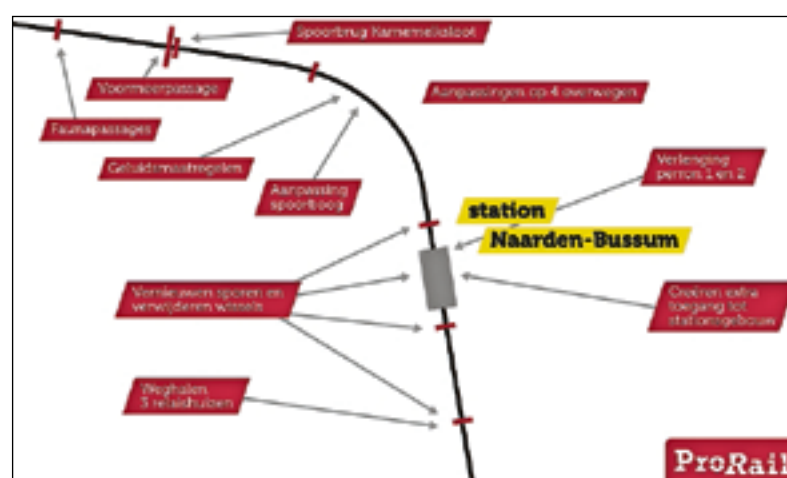 Spoorbrug Karnemelksloot
Voormeerpassage
Aanpassingen op 4 overwegen
Faunapassages
Geluidsmaatregelen
Aanpassing
spoorboog
Verlenging
perron 1 en 2
station
Naarden-Bussum
Vernieuwen sporen en
verwijderen wissels
Creëren extra
toegang tot
stationsgebouw
Weghalen
3 relaishuizen
ProRail